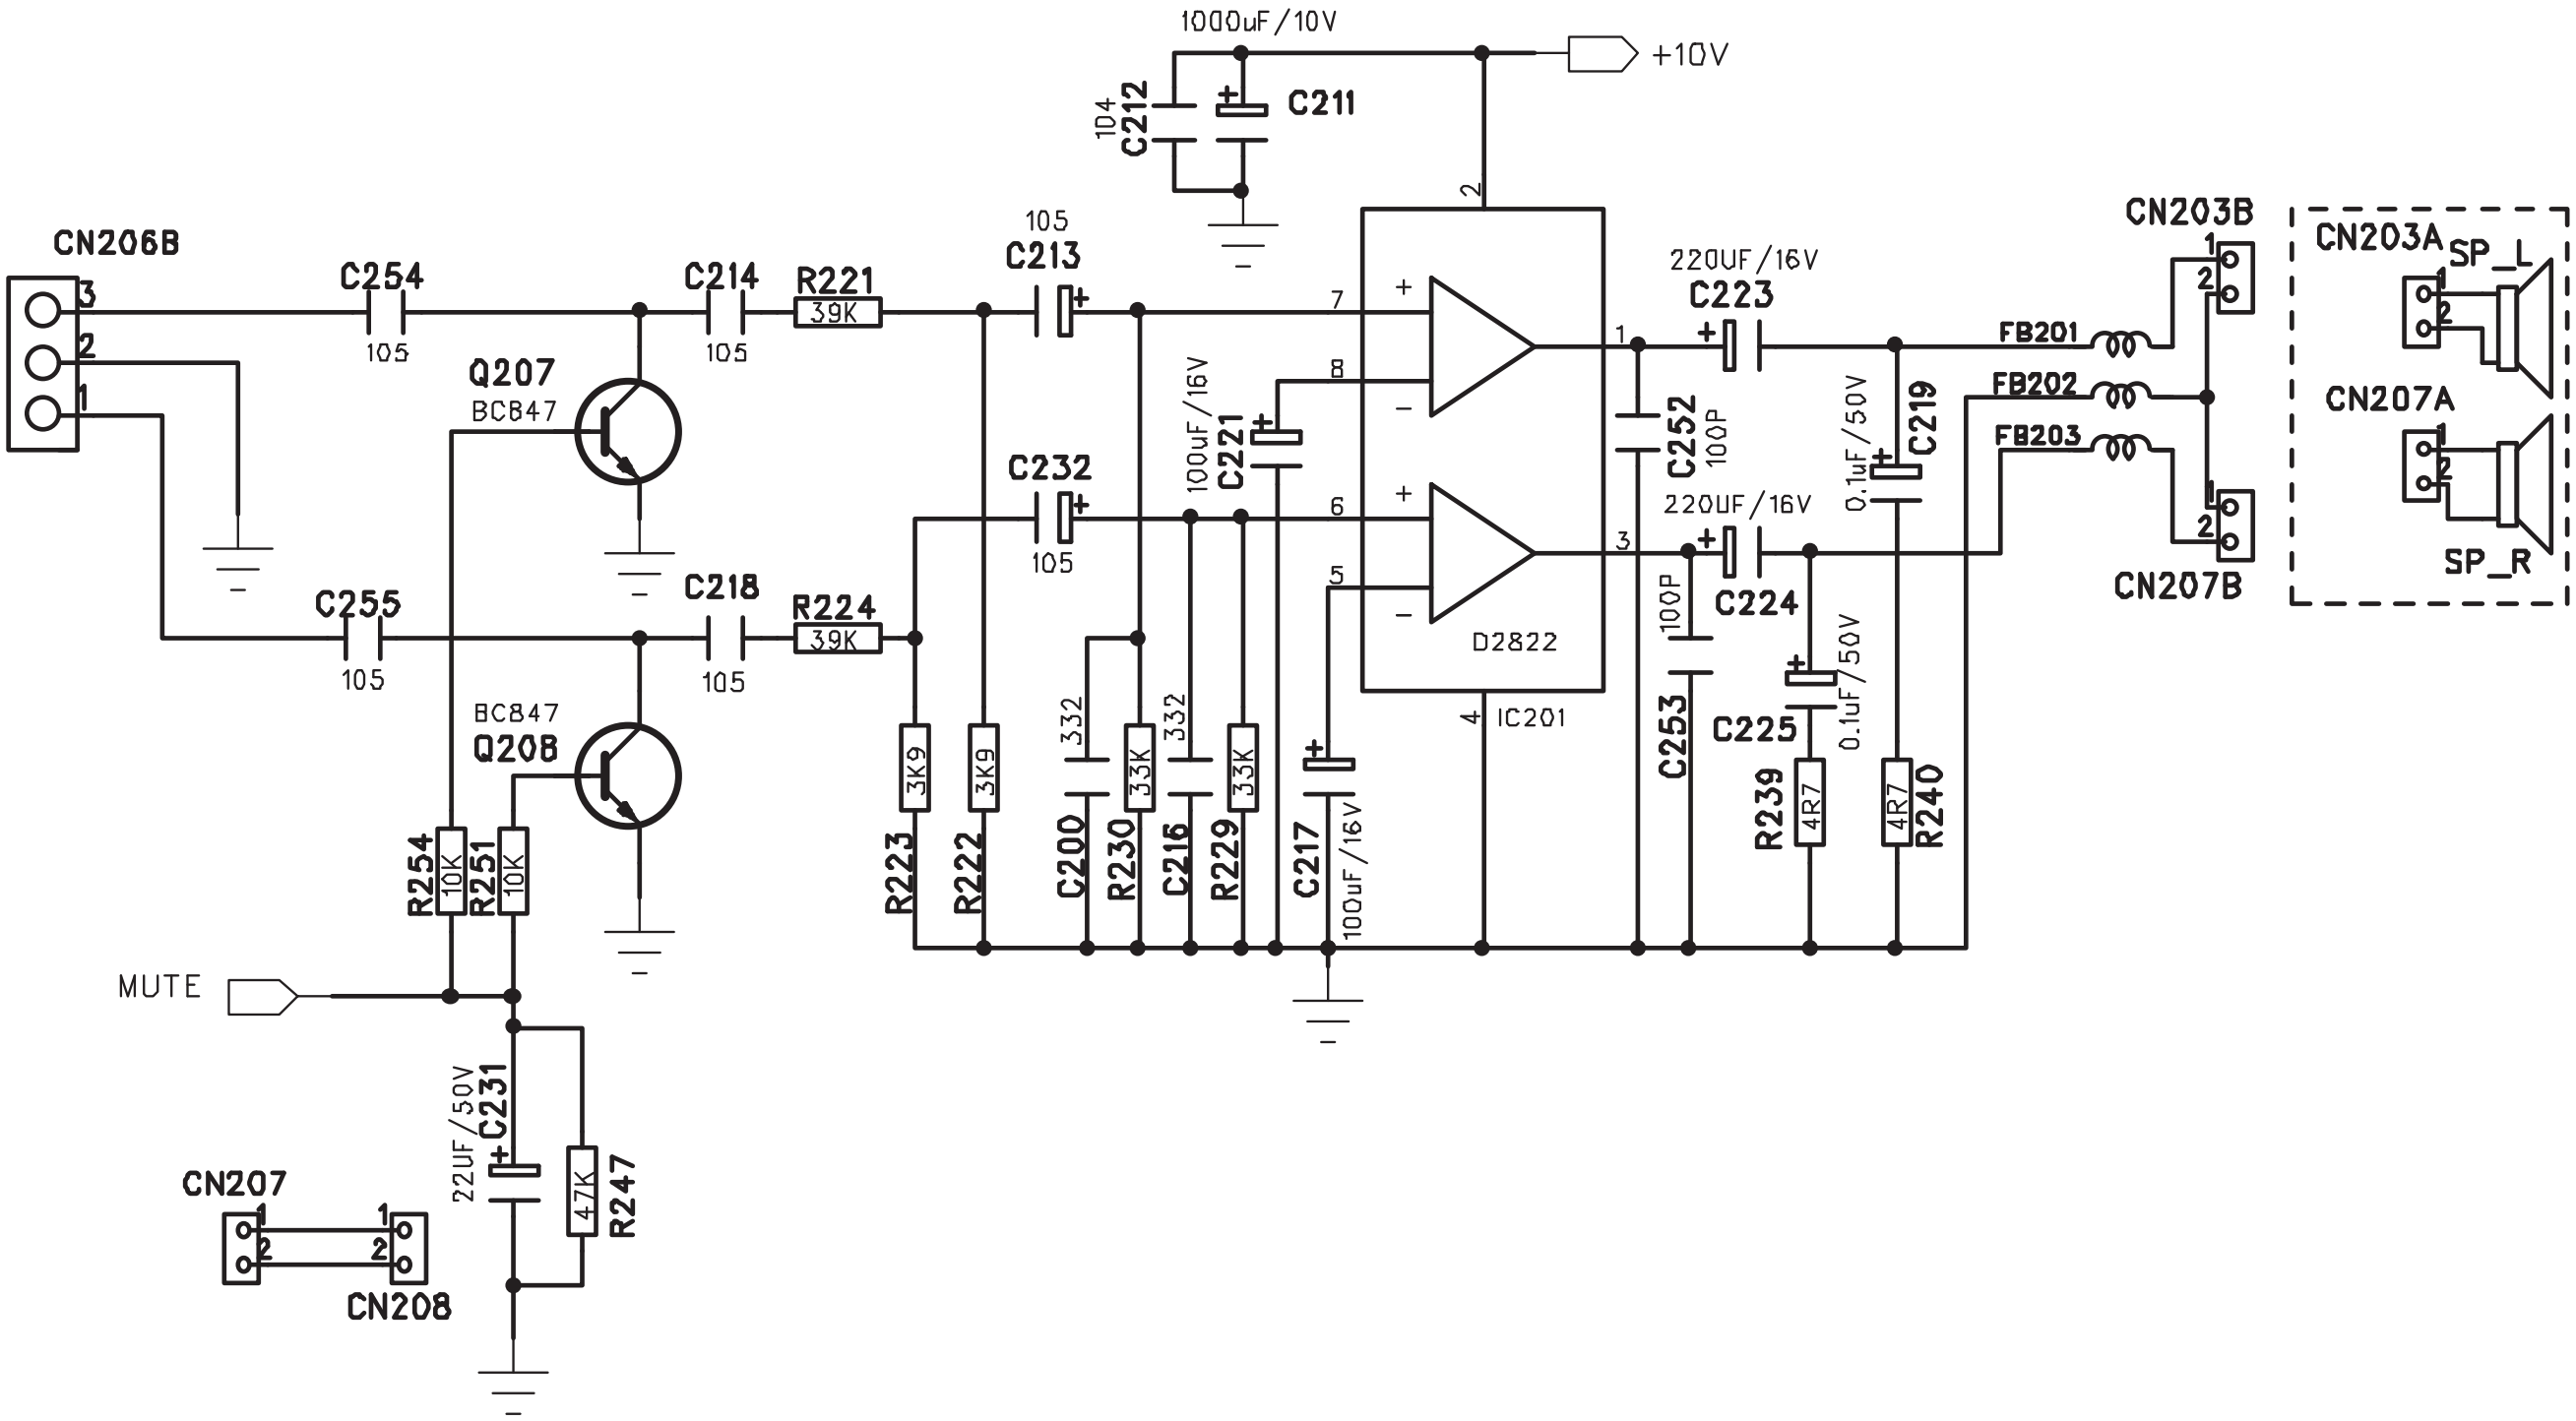 1000uF/10V
+10V
104
C212
+
C211
2
CN206B
3
2
1
C254
105
C214
105
R221
39K
105
C213
+
7
+
8
-
Q207
BC847
100uF/16V
C221
+
C232
+
105
6
+
5
-
D2822
IC201
4
1
220UF/16V
C223
+
C252
100P
0.1uF/50V
C219
+
FB201
FB202
FB203
CN203B
1
2
1
2
CN207B
CN203A
SP_L
1
2
CN207A
1
2
SP_R
3
220UF/16V
+
C224
100P
C253
+
0.1uF/50V
C225
R239
4R7
4R7
R240
C255
105
C218
105
R224
39K
BC847
Q208
R254
10K
R251
10K
R223
3K9
R222
3K9
332
C200
33K
R230
332
C216
33K
R229
+
C217
100uF/16V
MUTE
22UF/50V
C231
+
47K
R247
CN207
1
2
1
2
CN208